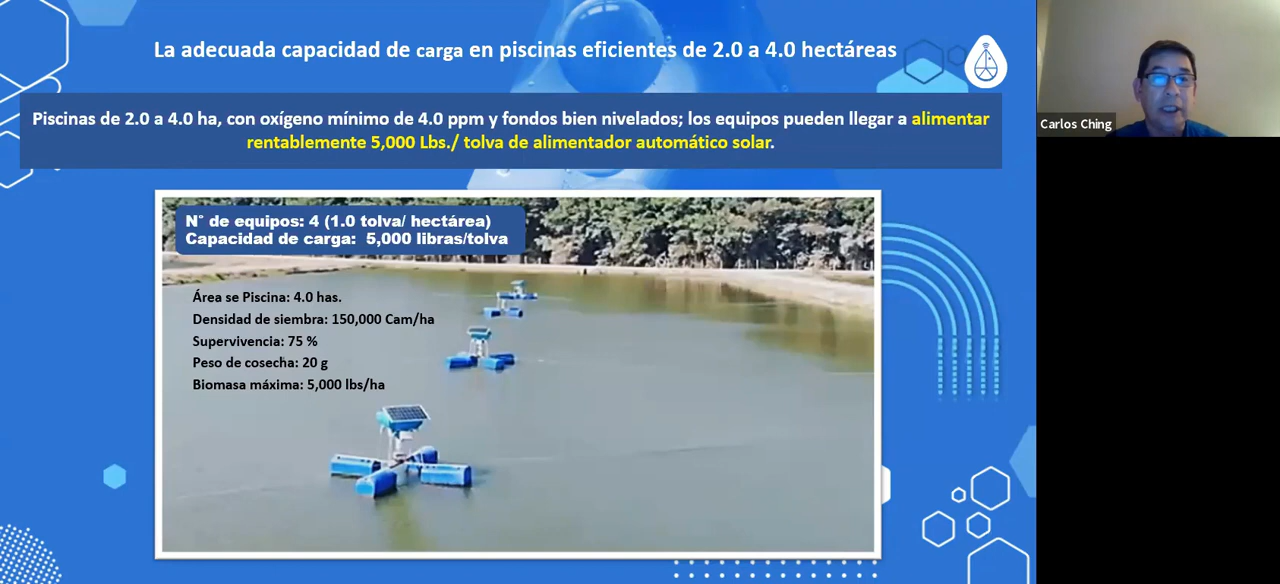 La adecuada capacidad de carga en piscinas eficientes de 2.0 a 4.0 hectáreas
Piscinas de 2.0 a 4.0 ha, con oxígeno mínimo de 4.0 ppm y fondos bien nivelados; los equipos pueden llegar a alimentar
rentablemente 5,000 Lbs./ tolva de alimentador automático solar.
N° de equipos: 4 (1.0 tolva/ hectárea)
Capacidad de carga: 5,000 libras/tolva
Área se Piscina: 4.0 has.
Densidad de siembra: 150,000 Cam/ha
Supervivencia: 75 %
Peso de cosecha: 20 g
Biomasa máxima: 5,000 lbs/ha
Carlos Ching